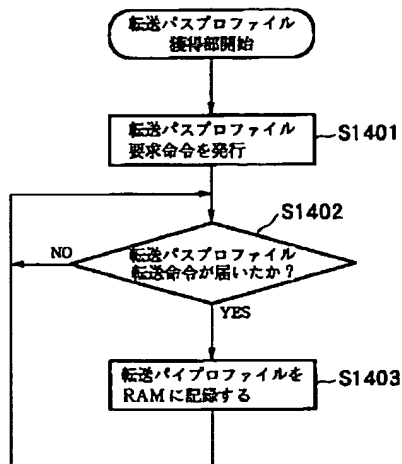 転送パスプロファイル
獲得部開始
転送パスプロファイル
要求命令を発行
S1401
S1402
転送パスプロファイル
転送命令が届いたか?
NO
YES
転送パイプロファイルを
RAMに記録する
S1403